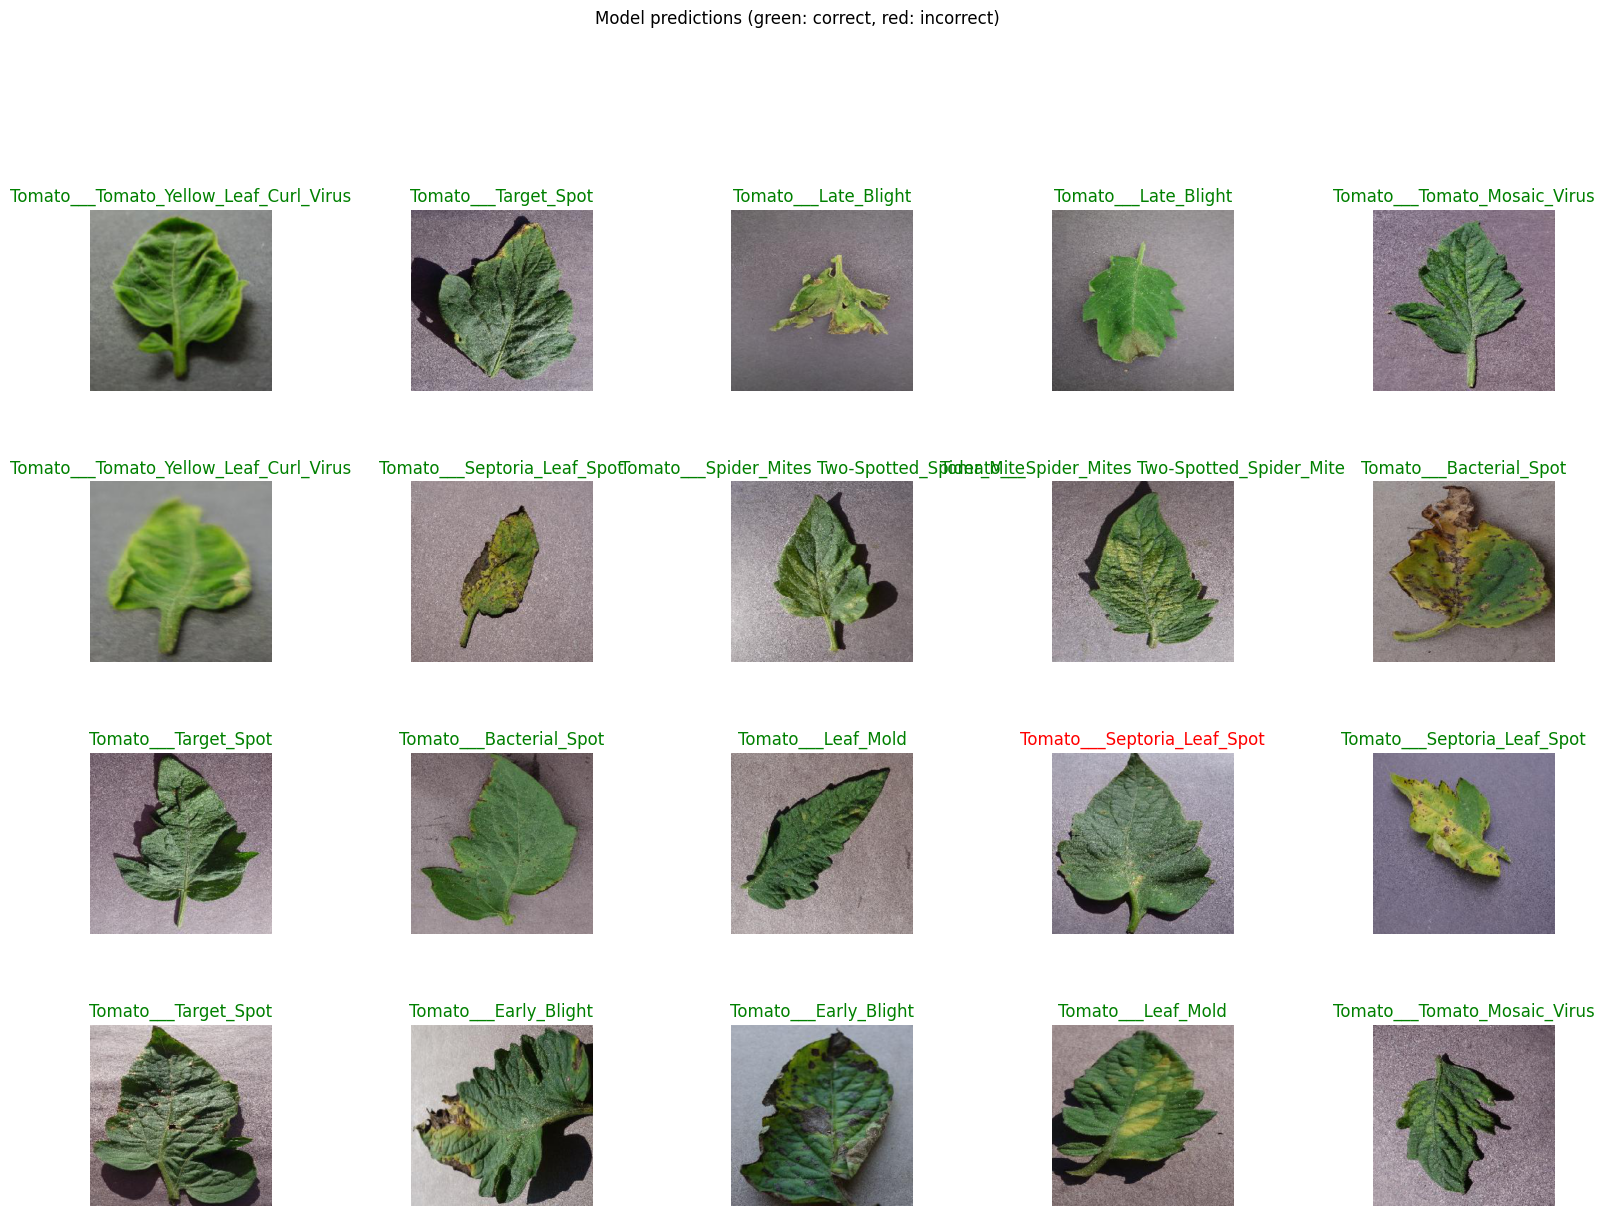 Model predictions (green: correct, red: incorrect)
Tomato___Tomato_Yellow_Leaf_Curl_Virus
Tomato___Target_Spot
Tomato___Late_Blight
Tomato___Late_Blight
Tomato___Tomato_Mosaic_Virus
Tomato___Tomato_Yellow_Leaf_Curl_Virus
Tomato___Septoria_Leaf_Spot
Tomato___Spider_Mites Two-Spotted_Spider_Mite
Tomato___Spider_Mites Two-Spotted_Spider_Mite
Tomato___Bacterial_Spot
Tomato___Target_Spot
Tomato___Bacterial_Spot
Tomato___Leaf_Mold
Tomato___Septoria_Leaf_Spot
Tomato___Septoria_Leaf_Spot
Tomato___Target_Spot
Tomato___Early_Blight
Tomato___Early_Blight
Tomato___Leaf_Mold
Tomato___Tomato_Mosaic_Virus